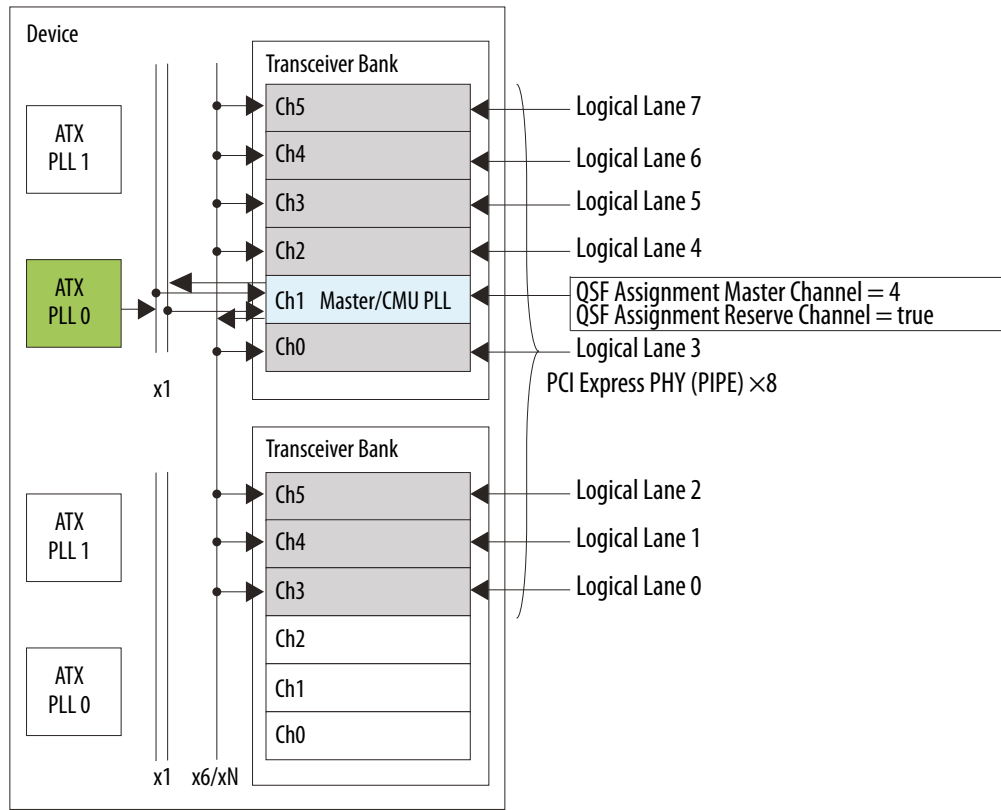 Device
Transceiver Bank
ATX
PLL 1
ATX
PLL 0
Ch5
Ch4
Ch3
Ch2
Ch1 Master/CMU PLL
Ch0
Logical Lane 7
Logical Lane 6
Logical Lane 5
Logical Lane 4
QSF Assignment Master Channel = 4
QSF Assignment Reserve Channel = true
Logical Lane 3
PCI Express PHY (PIPE) ×8
x1
Transceiver Bank
ATX
PLL 1
ATX
PLL 0
Ch5
Ch4
Ch3
Ch2
Ch1
Ch0
Logical Lane 2
Logical Lane 1
Logical Lane 0
x1
x6/xN